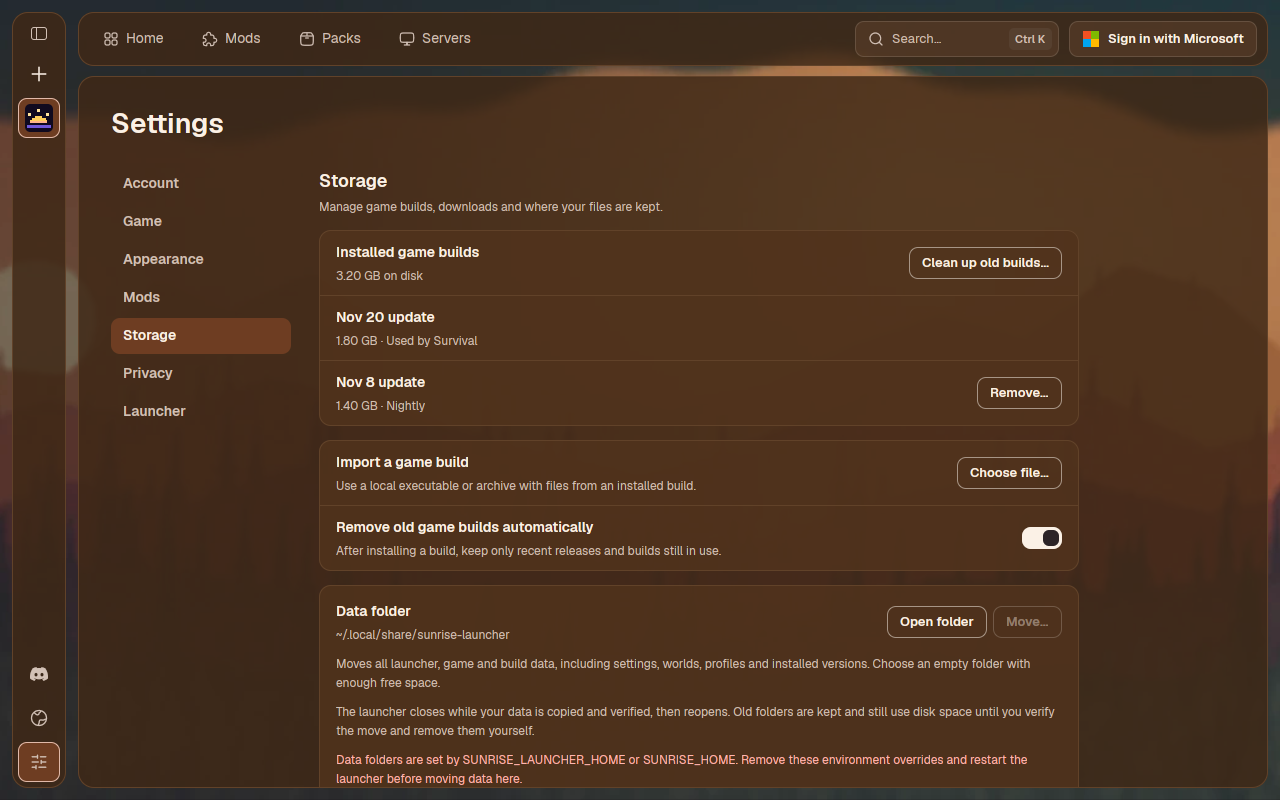 Home
Mods
Packs
Servers
Search...
Ctrl K
Sign in with Microsoft
Settings
Account
Game
Appearance
Mods
Storage
Privacy
Launcher
Storage
Manage game builds, downloads and where your files are kept.
Installed game builds
3.20 GB on disk
Clean up old builds...
Nov 20 update
1.80 GB · Used by Survival
Nov 8 update
1.40 GB · Nightly
Remove...
Import a game build
Use a local executable or archive with files from an installed build.
Choose file...
Remove old game builds automatically
After installing a build, keep only recent releases and builds still in use.
Data folder
~/.local/share/sunrise-launcher
Open folder
Move...
Moves all launcher, game and build data, including settings, worlds, profiles and installed versions. Choose an empty folder with
enough free space.
The launcher closes while your data is copied and verified, then reopens. Old folders are kept and still use disk space until you verify
the move and remove them yourself.
Data folders are set by SUNRISE_LAUNCHER_HOME or SUNRISE_HOME. Remove these environment overrides and restart the
launcher before moving data here.